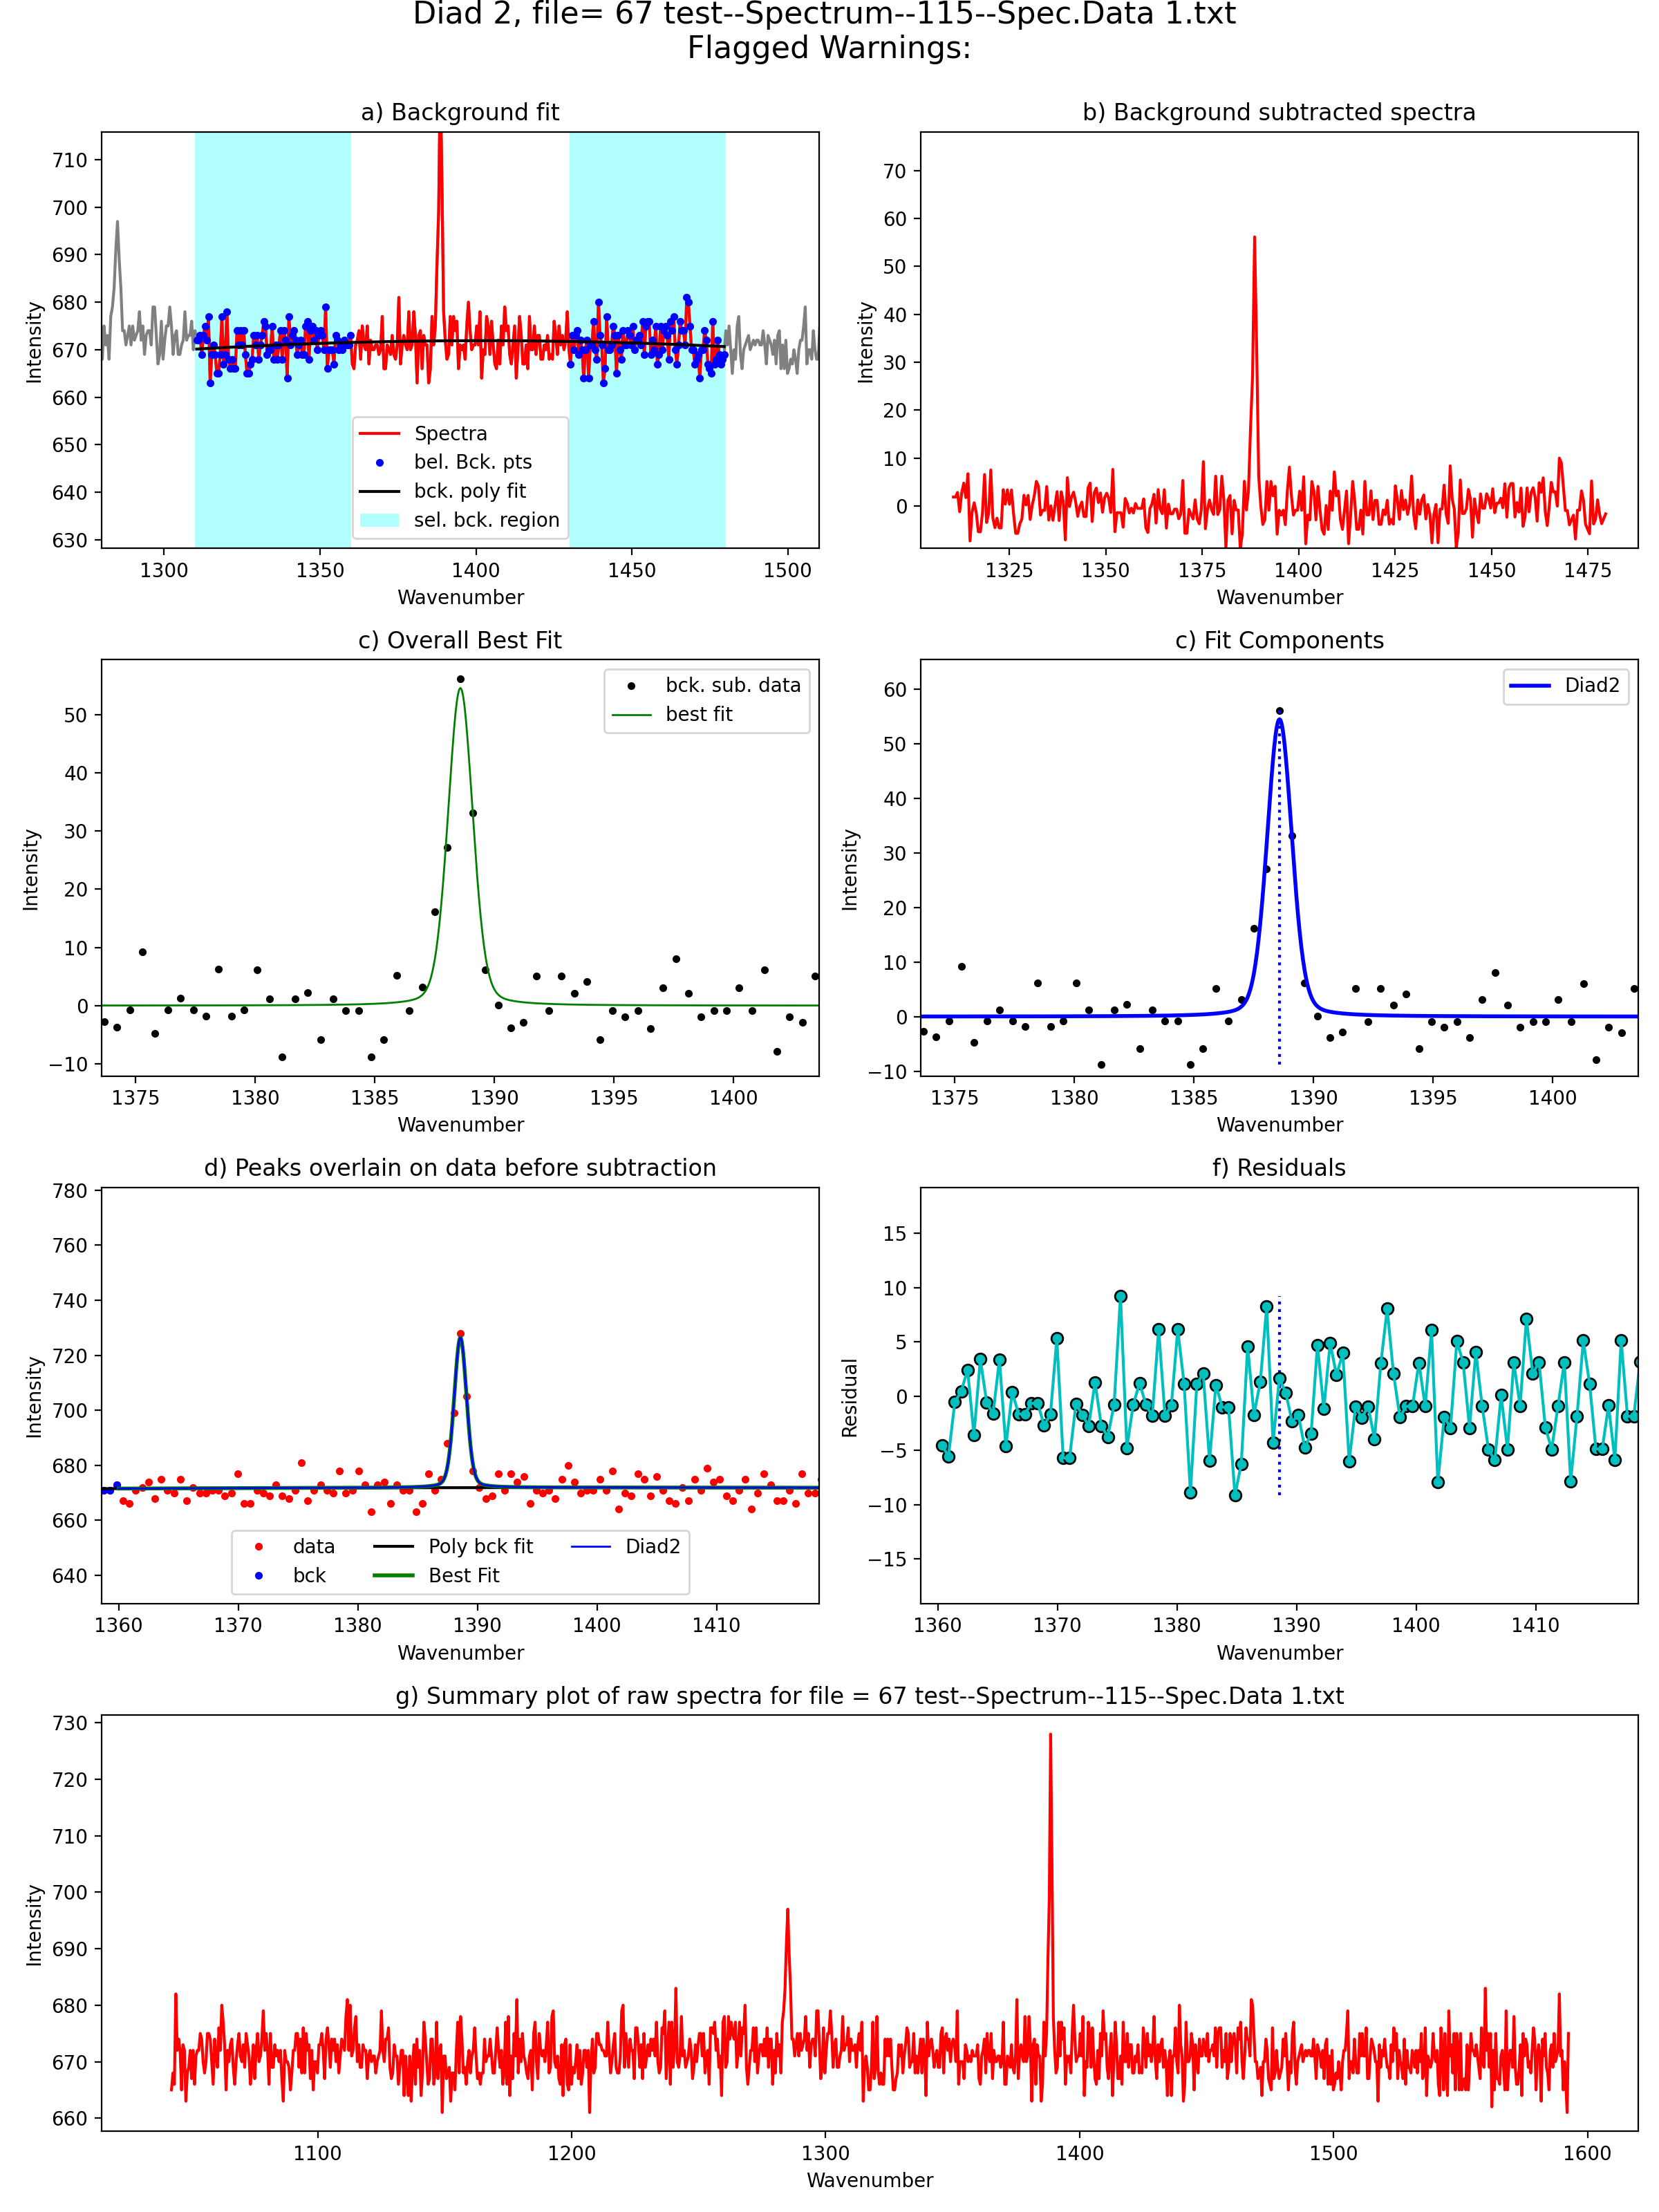 Diad 2, file= 67 test--Spectrum--115--Spec.Data 1.txt
Flagged Warnings:
a) Background fit
710
700
690
680
670
660
650
640
630
Intensity
Spectra
bel. Bck. pts
bck. poly fit
sel. bck. region
1300 1350 1400 1450 1500
Wavenumber
b) Background subtracted spectra
70
60
50
40
30
20
10
0
Intensity
1325 1350 1375 1400 1425 1450 1475
Wavenumber
c) Overall Best Fit
50
40
30
20
10
0
−10
Intensity
bck. sub. data
best fit
1375 1380 1385 1390 1395 1400
Wavenumber
c) Fit Components
60
50
40
30
20
10
0
−10
Intensity
Diad2
1375 1380 1385 1390 1395 1400
Wavenumber
d) Peaks overlain on data before subtraction
780
760
740
720
700
680
660
640
Intensity
data
bck
Poly bck fit
Best Fit
Diad2
1360 1370 1380 1390 1400 1410
Wavenumber
f) Residuals
15
10
5
0
−5
−10
−15
Residual
1360 1370 1380 1390 1400 1410
Wavenumber
g) Summary plot of raw spectra for file = 67 test--Spectrum--115--Spec.Data 1.txt
730
720
710
700
690
680
670
660
Intensity
1100 1200 1300 1400 1500 1600
Wavenumber